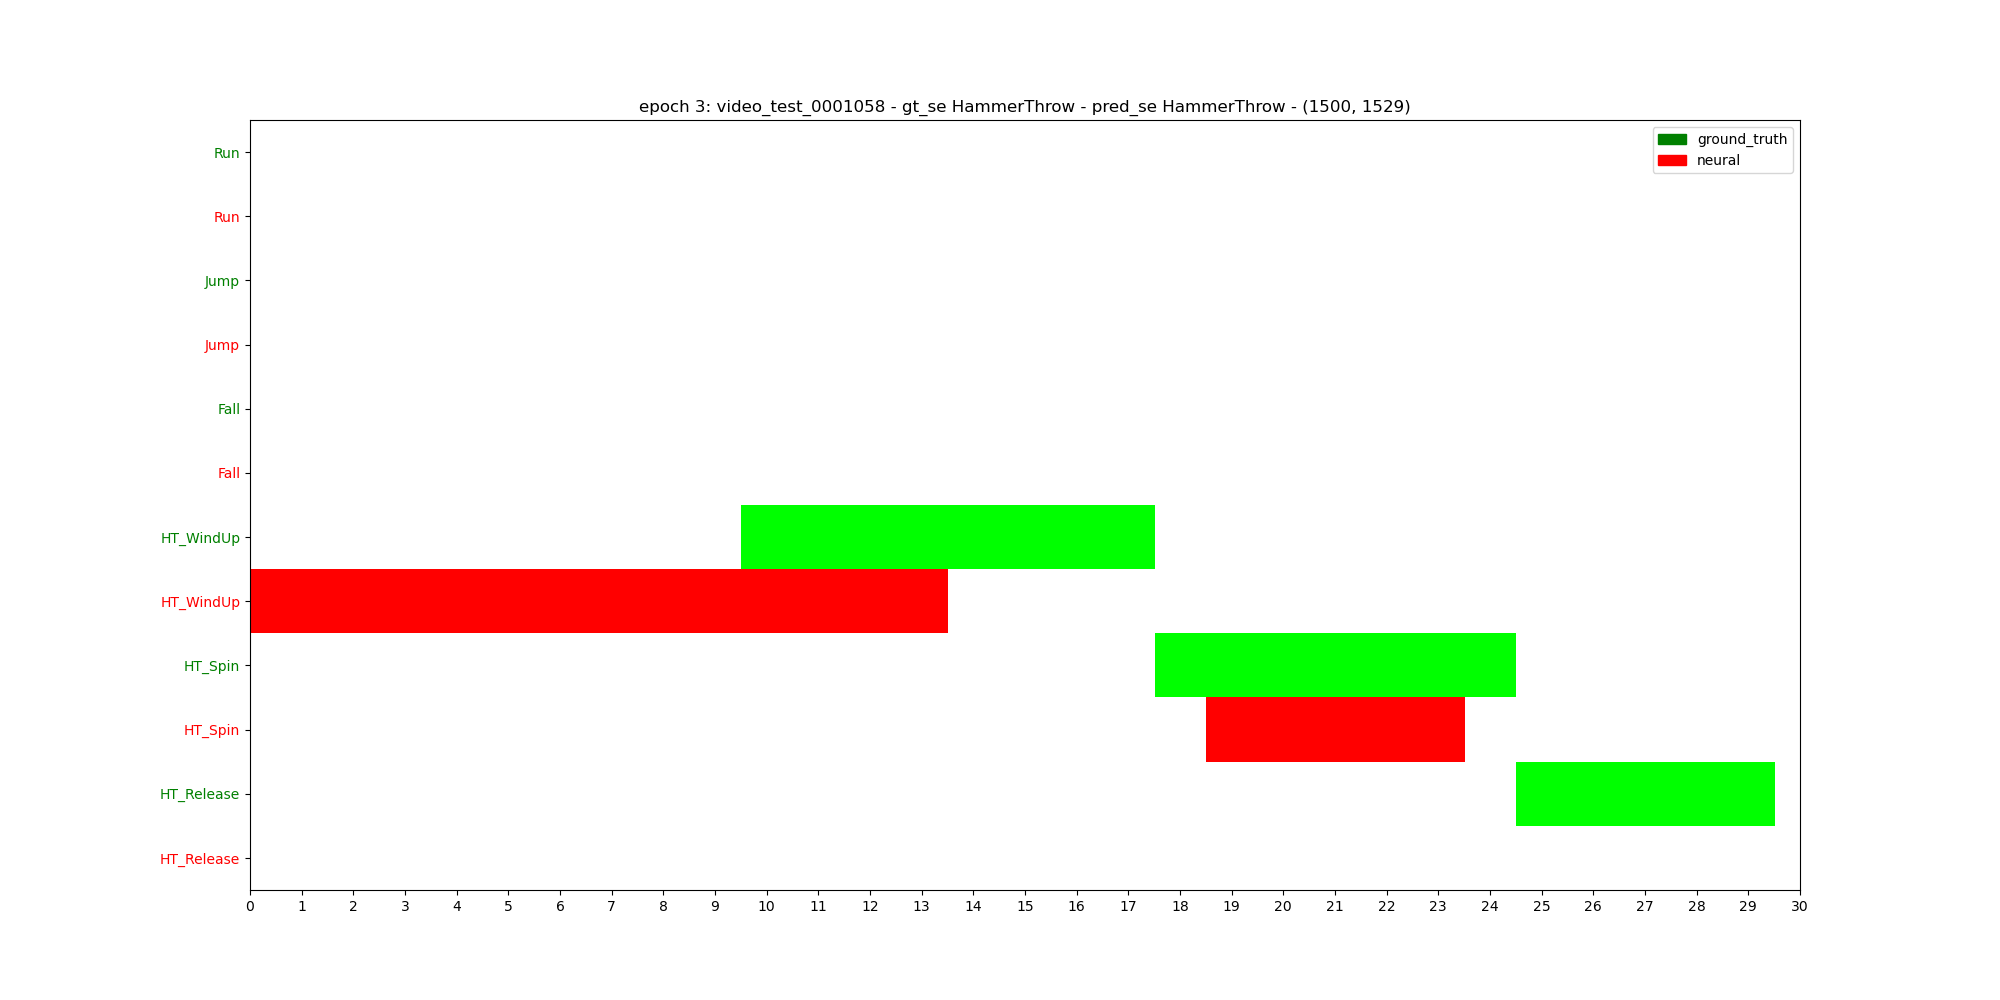 epoch 3: video_test_0001058 - gt_se HammerThrow - pred_se HammerThrow - (1500, 1529)
ground_truth
neural
Run
Run
Jump
Jump
Fall
Fall
HT_WindUp
HT_WindUp
HT_Spin
HT_Spin
HT_Release
HT_Release
0 1 2 3 4 5 6 7 8 9 10 11 12 13 14 15 16 17 18 19 20 21 22 23 24 25 26 27 28 29 30